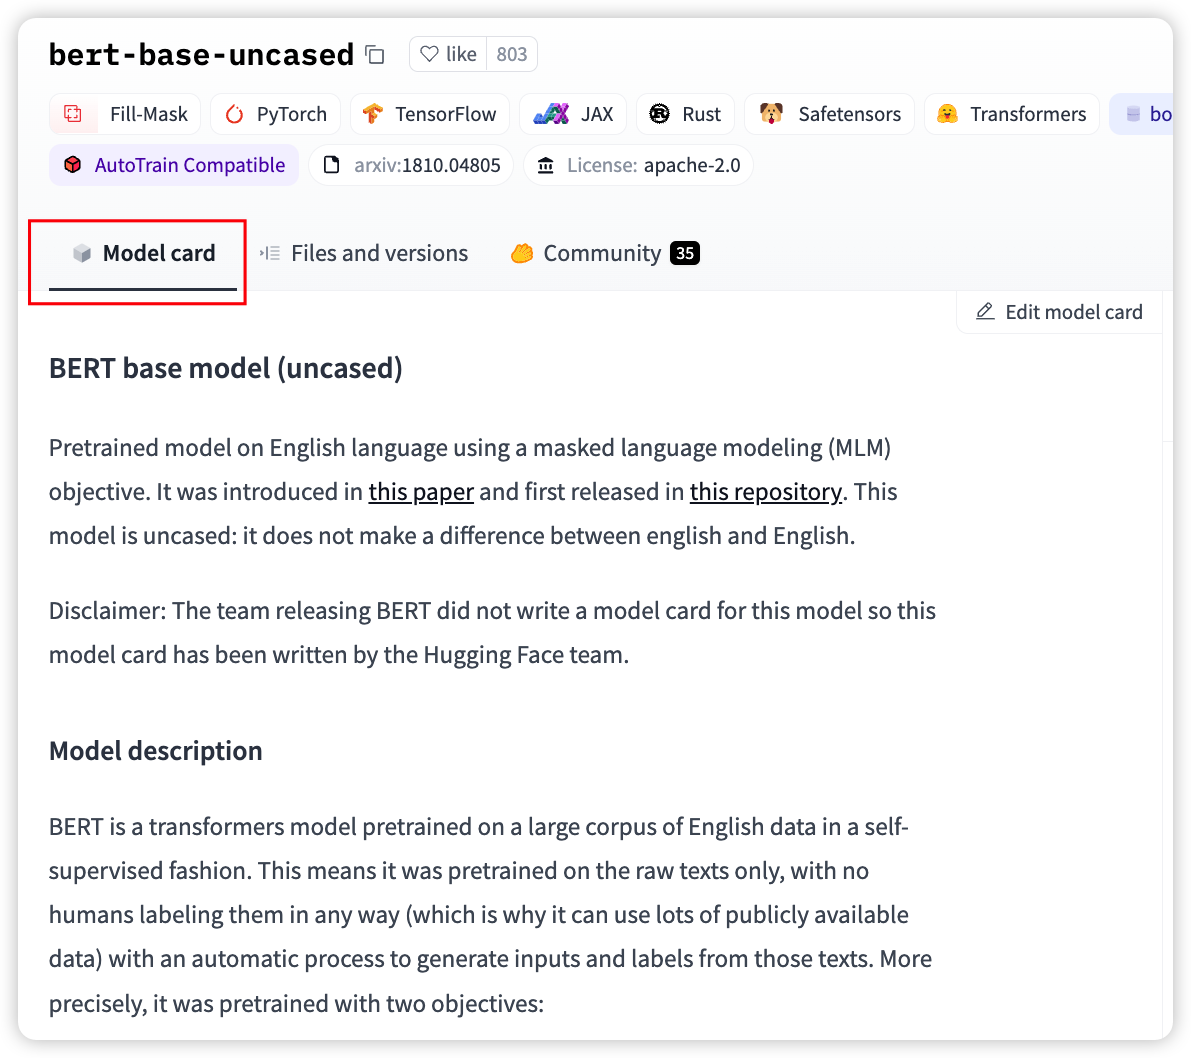 bert-base-uncased like 803
Fill-Mask PyTorch TensorFlow JAX Rust Safetensors Transformers bo
AutoTrain Compatible arxiv:1810.04805 License: apache-2.0
Model card Files and versions Community 35
Edit model card
BERT base model (uncased)
Pretrained model on English language using a masked language modeling (MLM)
objective. It was introduced in this paper and first released in this repository. This
model is uncased: it does not make a difference between english and English.
Disclaimer: The team releasing BERT did not write a model card for this model so this
model card has been written by the Hugging Face team.
Model description
BERT is a transformers model pretrained on a large corpus of English data in a self-
supervised fashion. This means it was pretrained on the raw texts only, with no
humans labeling them in any way (which is why it can use lots of publicly available
data) with an automatic process to generate inputs and labels from those texts. More
precisely, it was pretrained with two objectives: